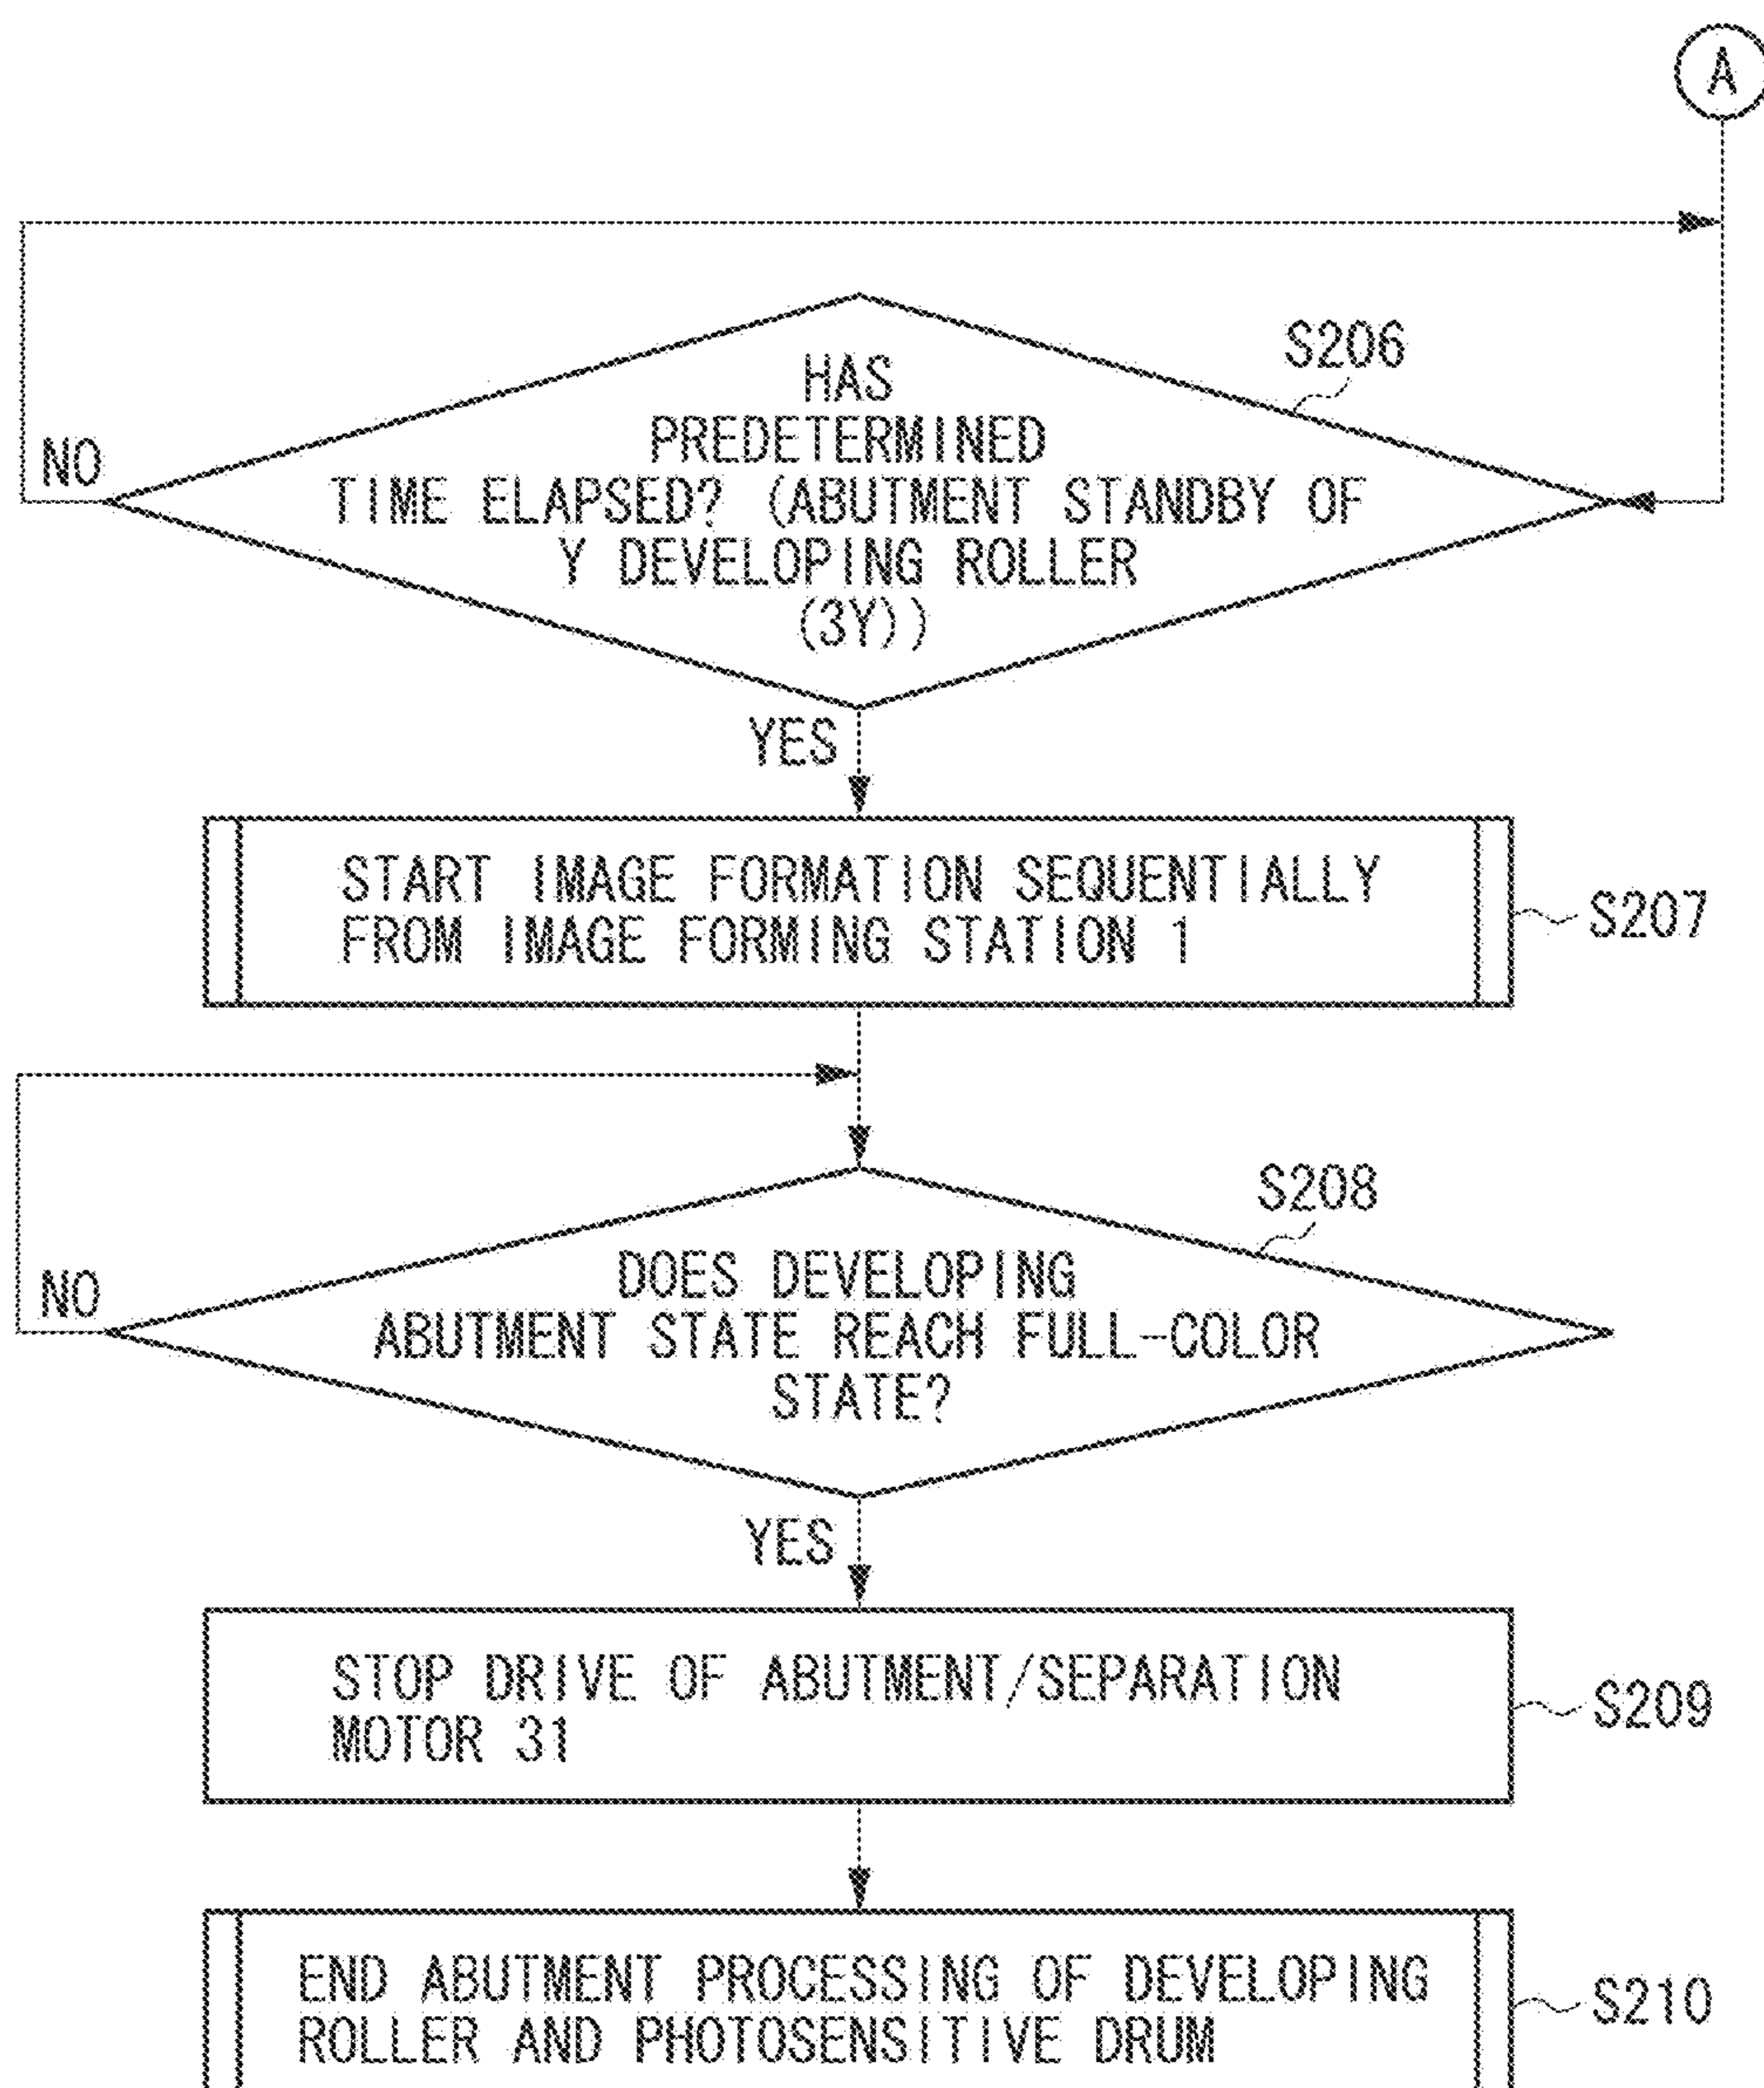 A
S206
HAS
PREDETERMINED
TIME ELAPSED? (ABUTMENT STANDBY OF
Y DEVELOPING ROLLER
(3Y))
NO
YES
START IMAGE FORMATION SEQUENTIALLY
FROM IMAGE FORMING STATION 1
S207
S208
DOES DEVELOPING
ABUTMENT STATE REACH FULL-COLOR
STATE?
NO
YES
STOP DRIVE OF ABUTMENT/SEPARATION
MOTOR 31
S209
END ABUTMENT PROCESSING OF DEVELOPING
ROLLER AND PHOTOSENSITIVE DRUM
S210